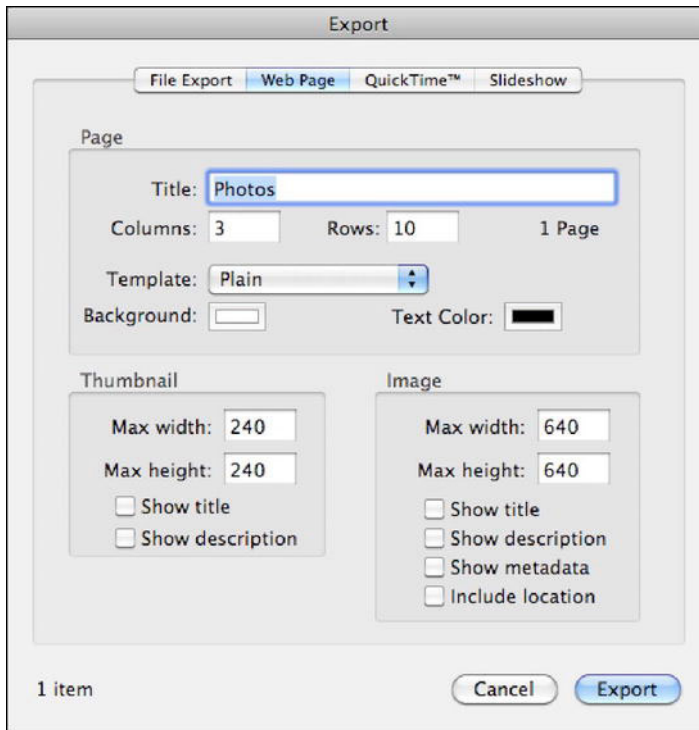 Export
File Export Web Page QuickTime™ Slideshow
Page
Title: Photos
Columns: 3 Rows: 10 1 Page
Template: Plain
Background: Text Color:
Thumbnail
Max width: 240
Max height: 240
Show title
Show description
Image
Max width: 640
Max height: 640
Show title
Show description
Show metadata
Include location
1 item Cancel Export